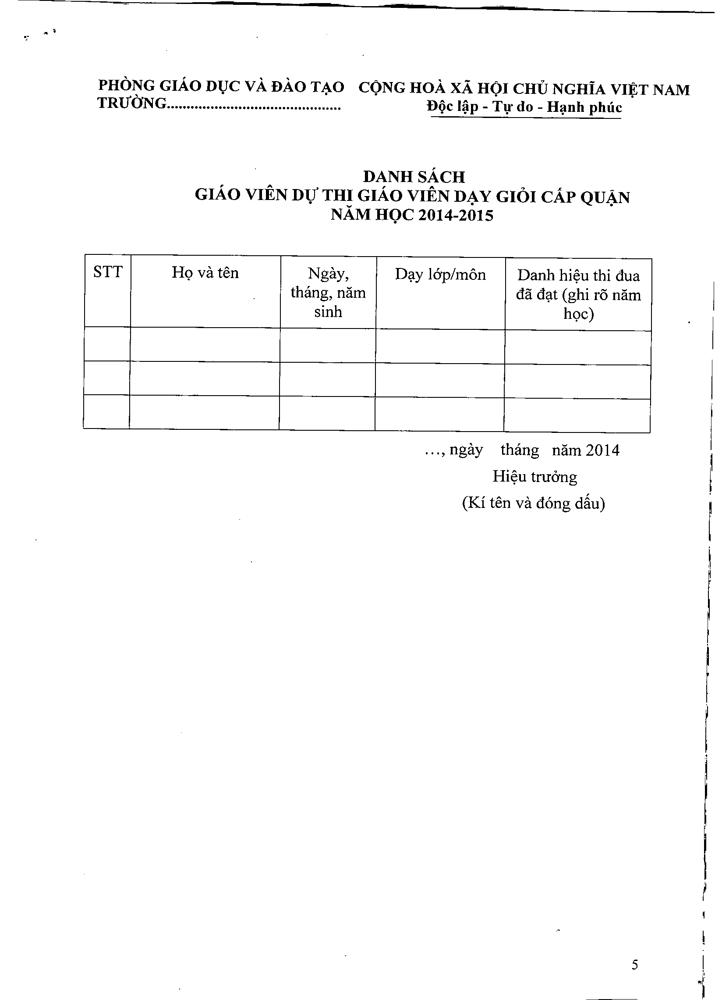 PHÒNG GIÁO DỤC VÀ ĐÀO TẠO
TRƯỜNG............................................
CỘNG HOÀ XÃ HỘI CHỦ NGHĨA VIỆT NAM
Độc lập - Tự do - Hạnh phúc
DANH SÁCH
GIÁO VIÊN DỰ THI GIÁO VIÊN DẠY GIỎI CẤP QUẬN
NĂM HỌC 2014-2015
STT
Họ và tên
Ngày,
tháng, năm
sinh
Dạy lớp/môn
Danh hiệu thi đua
đã đạt (ghi rõ năm
học)
…, ngày tháng năm 2014
Hiệu trưởng
(Kí tên và đóng dấu)
5